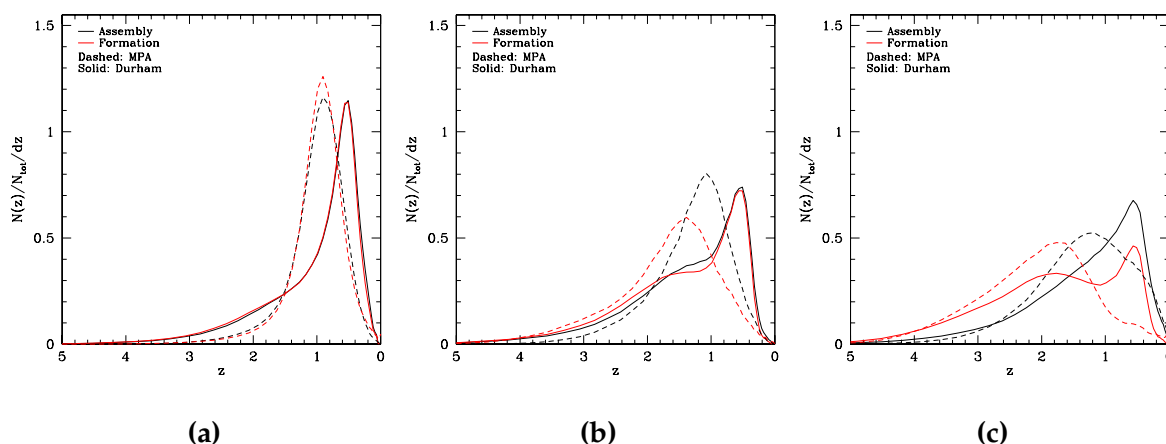 Assembly
Formation
Dashed: MPA
Solid: Durham
N(z)/N_tot/dz
1.5
1
0.5
0
5 4 3 2 1 0
z
(a)
Assembly
Formation
Dashed: MPA
Solid: Durham
N(z)/N_tot/dz
1.5
1
0.5
0
5 4 3 2 1 0
z
(b)
Assembly
Formation
Dashed: MPA
Solid: Durham
N(z)/N_tot/dz
1.5
1
0.5
0
5 4 3 2 1
z
(c)